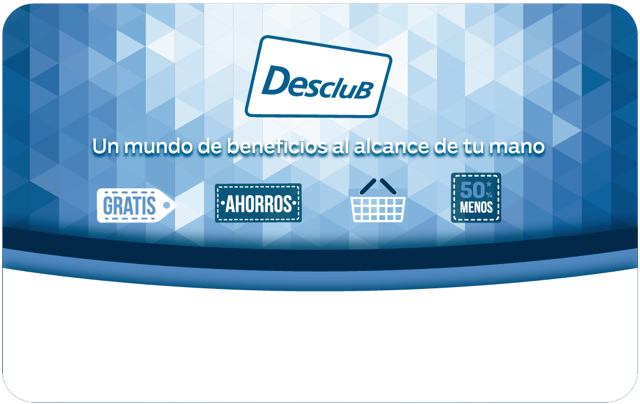 DescluB
Un mundo de beneficios al alcance de tu mano
GRATIS
AHORROS
50%
MENOS